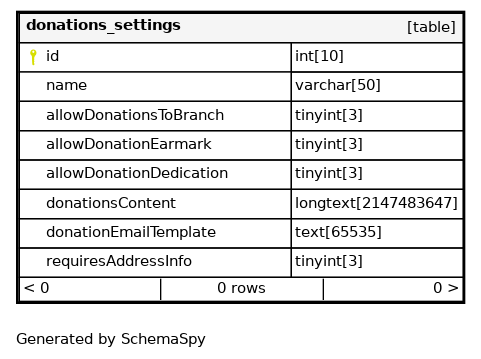 donations_settings [table]
id int[10]
name varchar[50]
allowDonationsToBranch tinyint[3]
allowDonationEarmark tinyint[3]
allowDonationDedication tinyint[3]
donationsContent longtext[2147483647]
donationEmailTemplate text[65535]
requiresAddressInfo tinyint[3]
< 0 0 rows 0 >
Generated by SchemaSpy